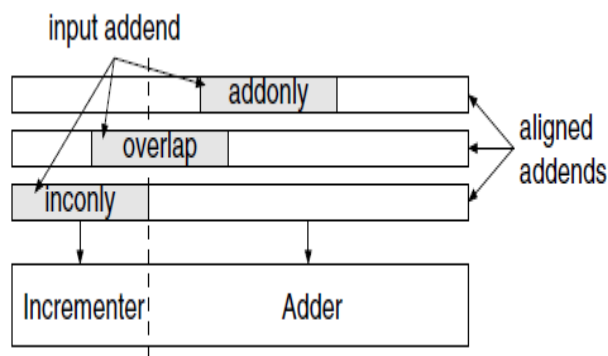 input addend
addonly
overlap
aligned
addends
inconly
Incrementer
Adder